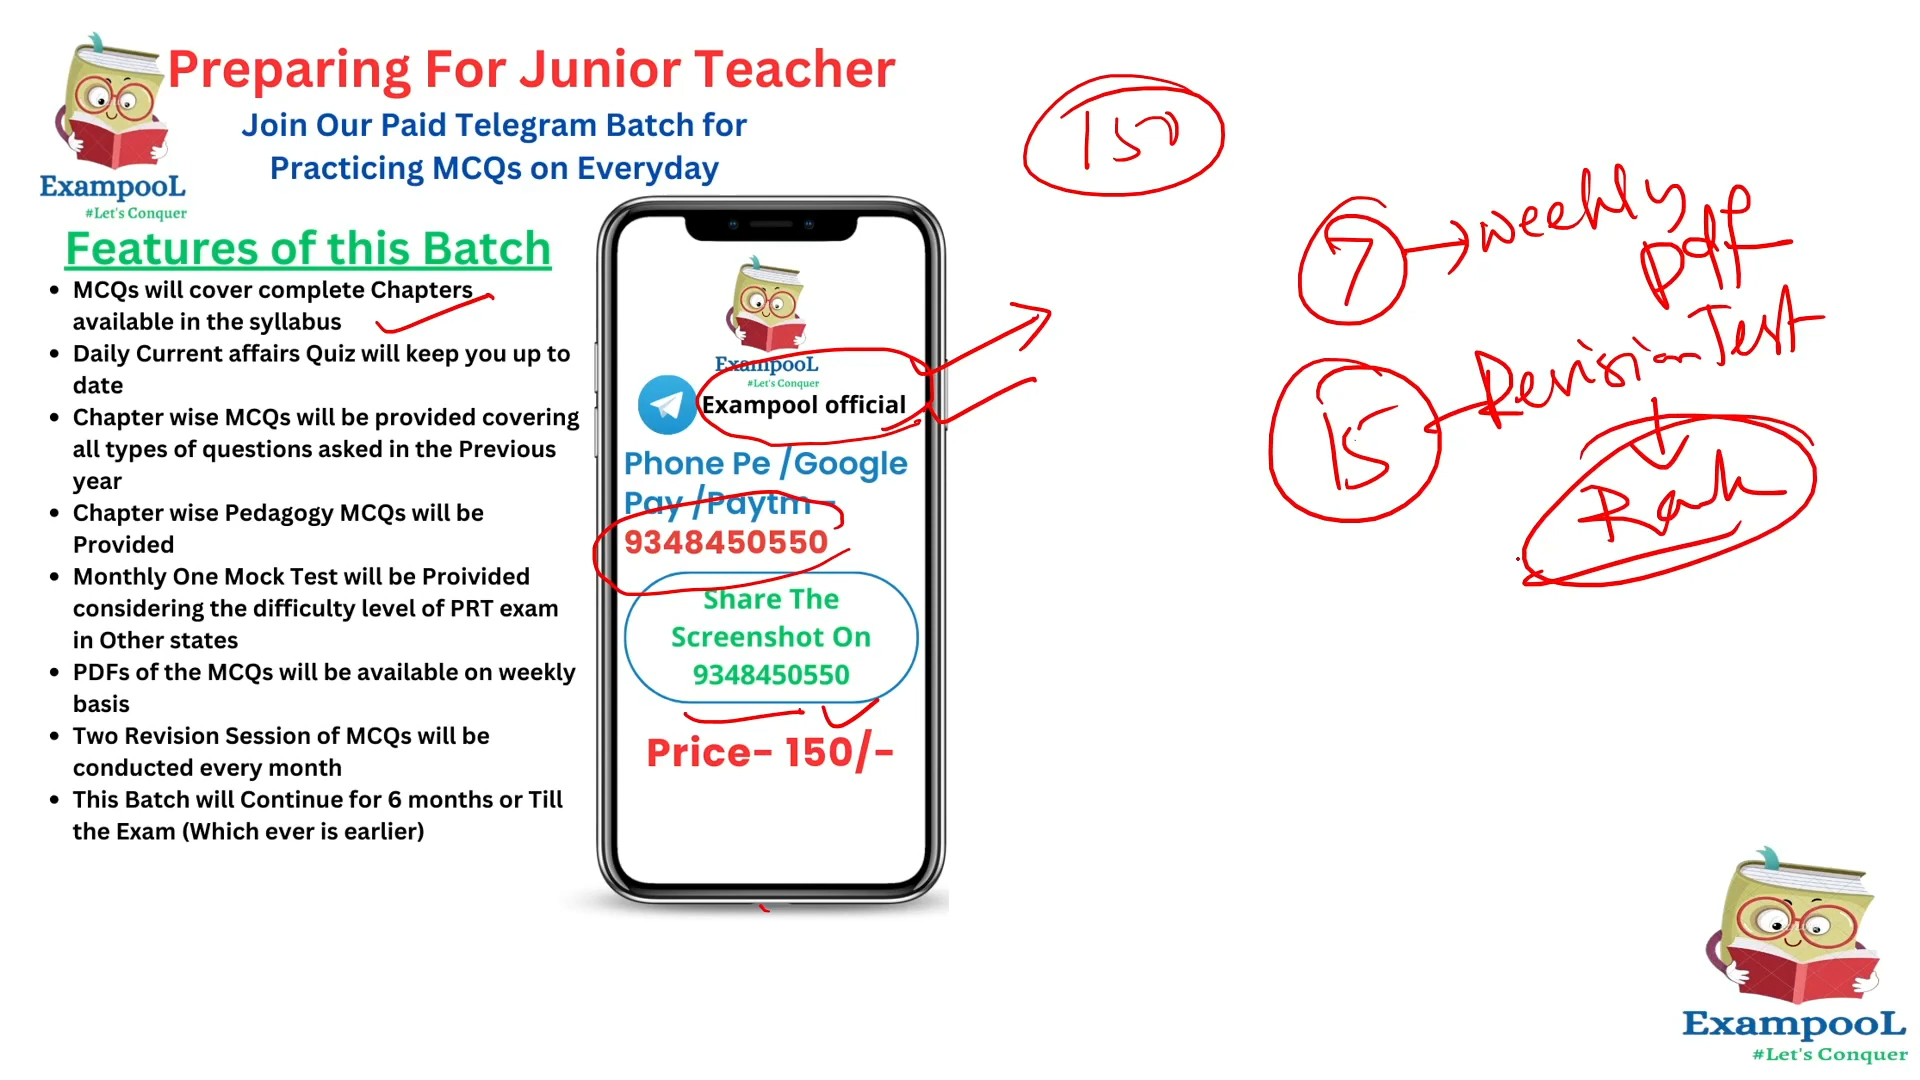 Preparing For Junior Teacher
Join Our Paid Telegram Batch for
Practicing MCQs on Everyday
ExampooL
#Let's Conquer
Features of this Batch
MCQs will cover complete Chapters
available in the syllabus
Daily Current affairs Quiz will keep you up to
date
Chapter wise MCQs will be provided covering
all types of questions asked in the Previous
year
Chapter wise Pedagogy MCQs will be
Provided
Monthly One Mock Test will be Proivided
considering the difficulty level of PRT exam
in Other states
PDFs of the MCQs will be available on weekly
basis
Two Revision Session of MCQs will be
conducted every month
This Batch will Continue for 6 months or Till
the Exam (Which ever is earlier)
ExampooL
#Let's Conquer
Exampool official
Phone Pe /Google
Pay /Paytm -
9348450550
Share The
Screenshot On
9348450550
Price- 150/-
150
7 → weekly
pdf
15 Revision Test
Rank
ExampooL
#Let's Conquer